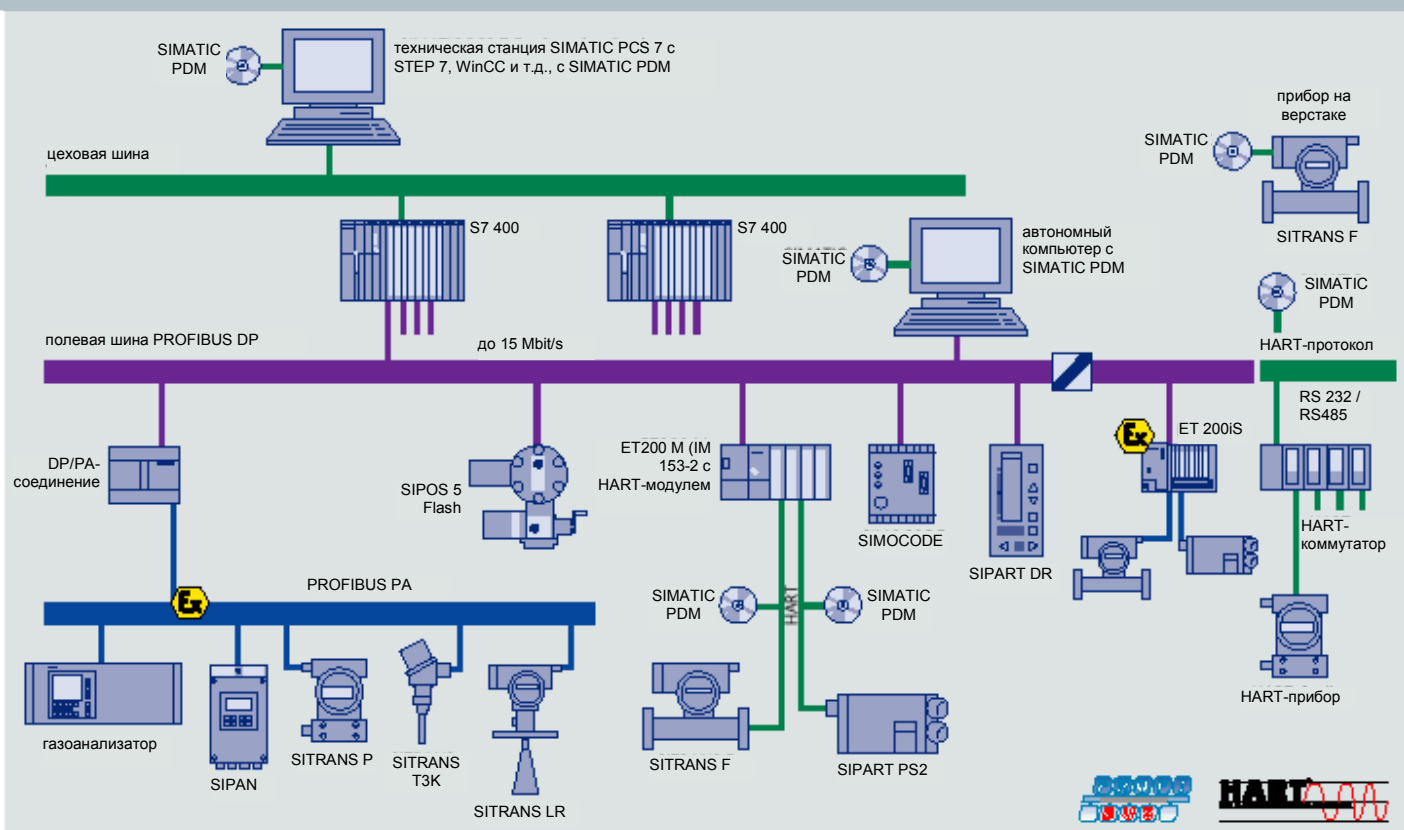 SIMATIC
PDM
техническая станция SIMATIC PCS 7 с
STEP 7, WinCC и т.д., с SIMATIC PDM
прибор на
верстаке
SIMATIC
PDM
SITRANS F
цеховая шина
S7 400
S7 400
SIMATIC
PDM
автономный
компьютер с
SIMATIC PDM
SIMATIC
PDM
полевая шина PROFIBUS DP
до 15 Mbit/s
HART-протокол
RS 232 /
RS485
DP/PA-
соединение
SIPOS 5
Flash
ET200 M (IM
153-2 с
HART-модулем
SIMOCODE
SIPART DR
Ex
ET 200iS
HART-
коммутатор
Ex
PROFIBUS PA
SIMATIC
PDM
HART
SIMATIC
PDM
газоанализатор
SIPAN
SITRANS P
SITRANS
T3K
SITRANS LR
SITRANS F
SIPART PS2
HART-прибор
HART